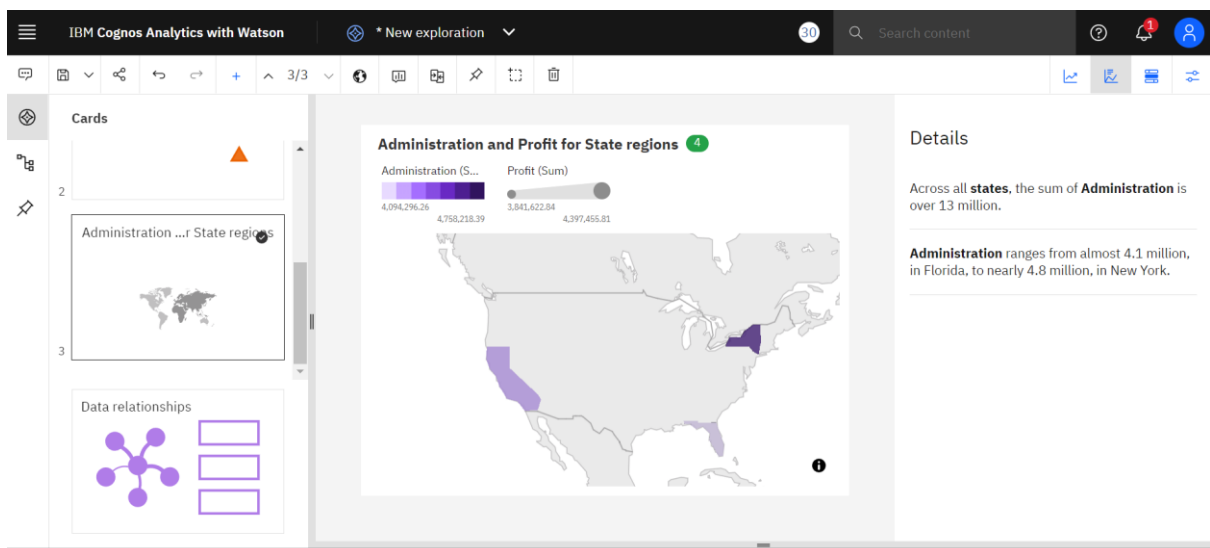 IBM Cognos Analytics with Watson
* New exploration
30
Search content
1
3/3
Cards
2
Administration ...r State regions
3
Data relationships
Administration and Profit for State regions 4
Administration (S...
Profit (Sum)
4,094,296.26
4,758,218.39
3,841,622.84
4,397,455.81
Details
Across all states, the sum of Administration is
over 13 million.
Administration ranges from almost 4.1 million,
in Florida, to nearly 4.8 million, in New York.